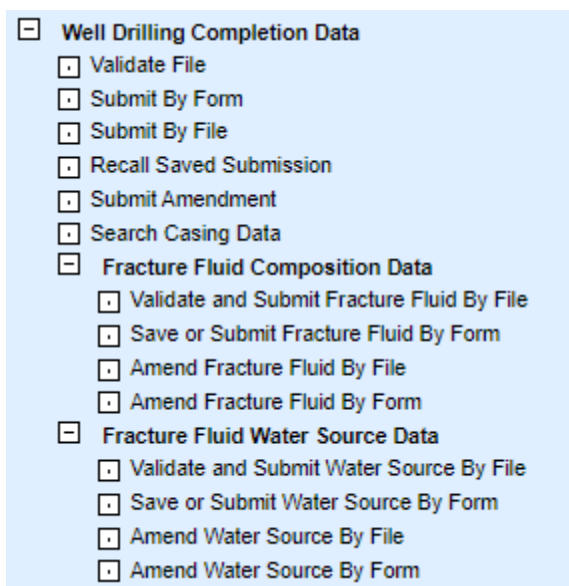 Well Drilling Completion Data
Validate File
Submit By Form
Submit By File
Recall Saved Submission
Submit Amendment
Search Casing Data
Fracture Fluid Composition Data
Validate and Submit Fracture Fluid By File
Save or Submit Fracture Fluid By Form
Amend Fracture Fluid By File
Amend Fracture Fluid By Form
Fracture Fluid Water Source Data
Validate and Submit Water Source By File
Save or Submit Water Source By Form
Amend Water Source By File
Amend Water Source By Form